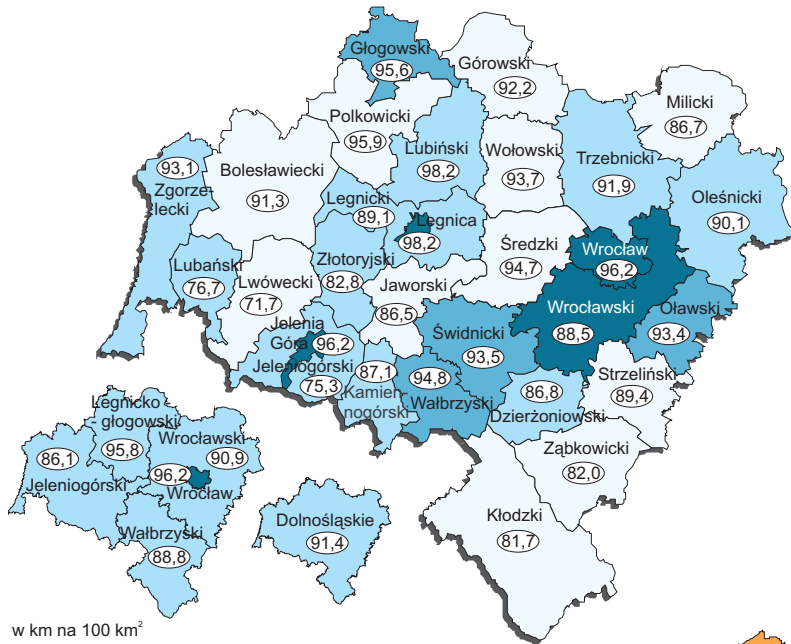 Głogowski
95,6
Górowski
92,2
Milicki
86,7
Polkowicki
95,9
Lubiński
98,2
Wołowski
93,7
Trzebnicki
91,9
93,1
Zgorze-
lecki
Bolesławiecki
91,3
Legnicki
89,1
Legnica
98,2
Oleśnicki
90,1
Średzki
94,7
Wrocław
96,2
Lubański
76,7
Lwówecki
71,7
Złotoryjski
82,8
Jaworski
86,5
Wrocławski
88,5
Oławski
93,4
Jelenia
Góra
96,2
Jeleniogórski
75,3
Świdnicki
93,5
87,1
Kamien-
nogórski
94,8
Wałbrzyski
86,8
Dzierżoniowski
Strzeliński
89,4
Ząbkowicki
82,0
Kłodzki
81,7
Legnicko
- głogowski
95,8
Wrocławski
90,9
86,1
Jeleniogórski
96,2
Wrocław
Wałbrzyski
88,8
Dolnośląskie
91,4
w km na 100 km²